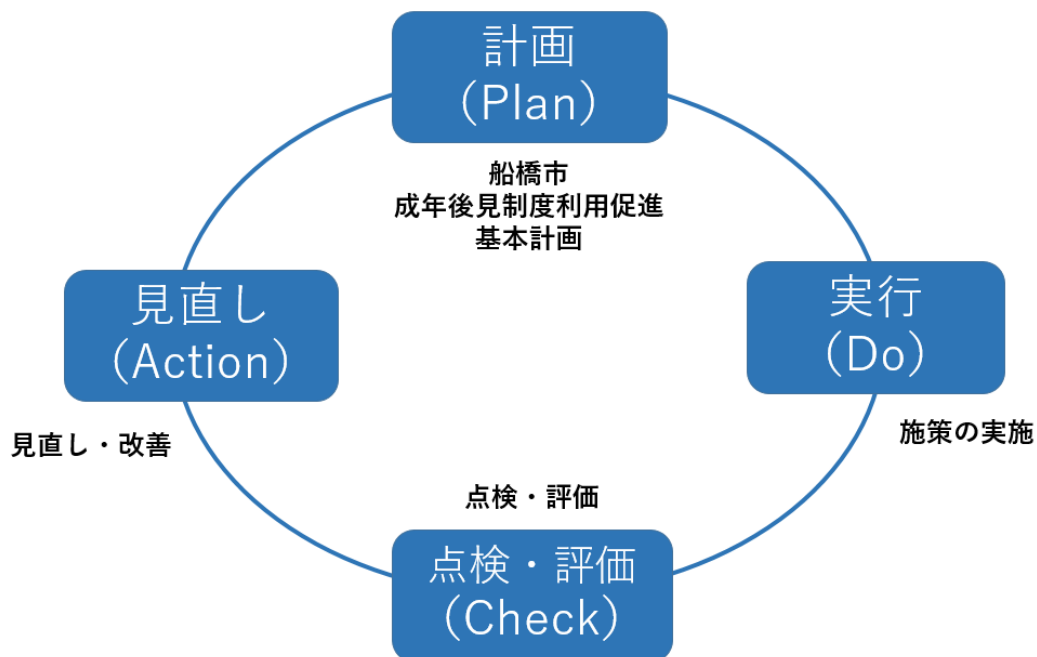 計画
(Plan)
船橋市
成年後見制度利用促進
基本計画
実行
(Do)
施策の実施
見直し
(Action)
見直し・改善
点検・評価
点検・評価
(Check)